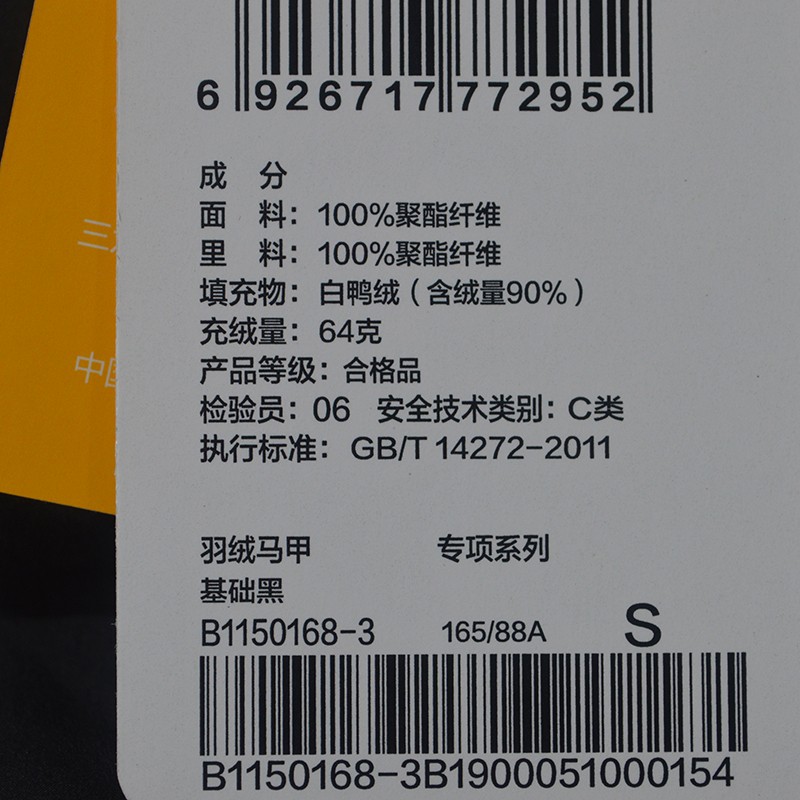 6 926717 772952
成 分
面 料：100%聚酯纤维
里 料：100%聚酯纤维
填充物：白鸭绒（含绒量90%）
充绒量：64克
产品等级：合格品
检验员：06 安全技术类别：C类
执行标准：GB/T 14272-2011
羽绒马甲 专项系列
基础黑
B1150168-3 165/88A S
B1150168-3B1900051000154
三
中国